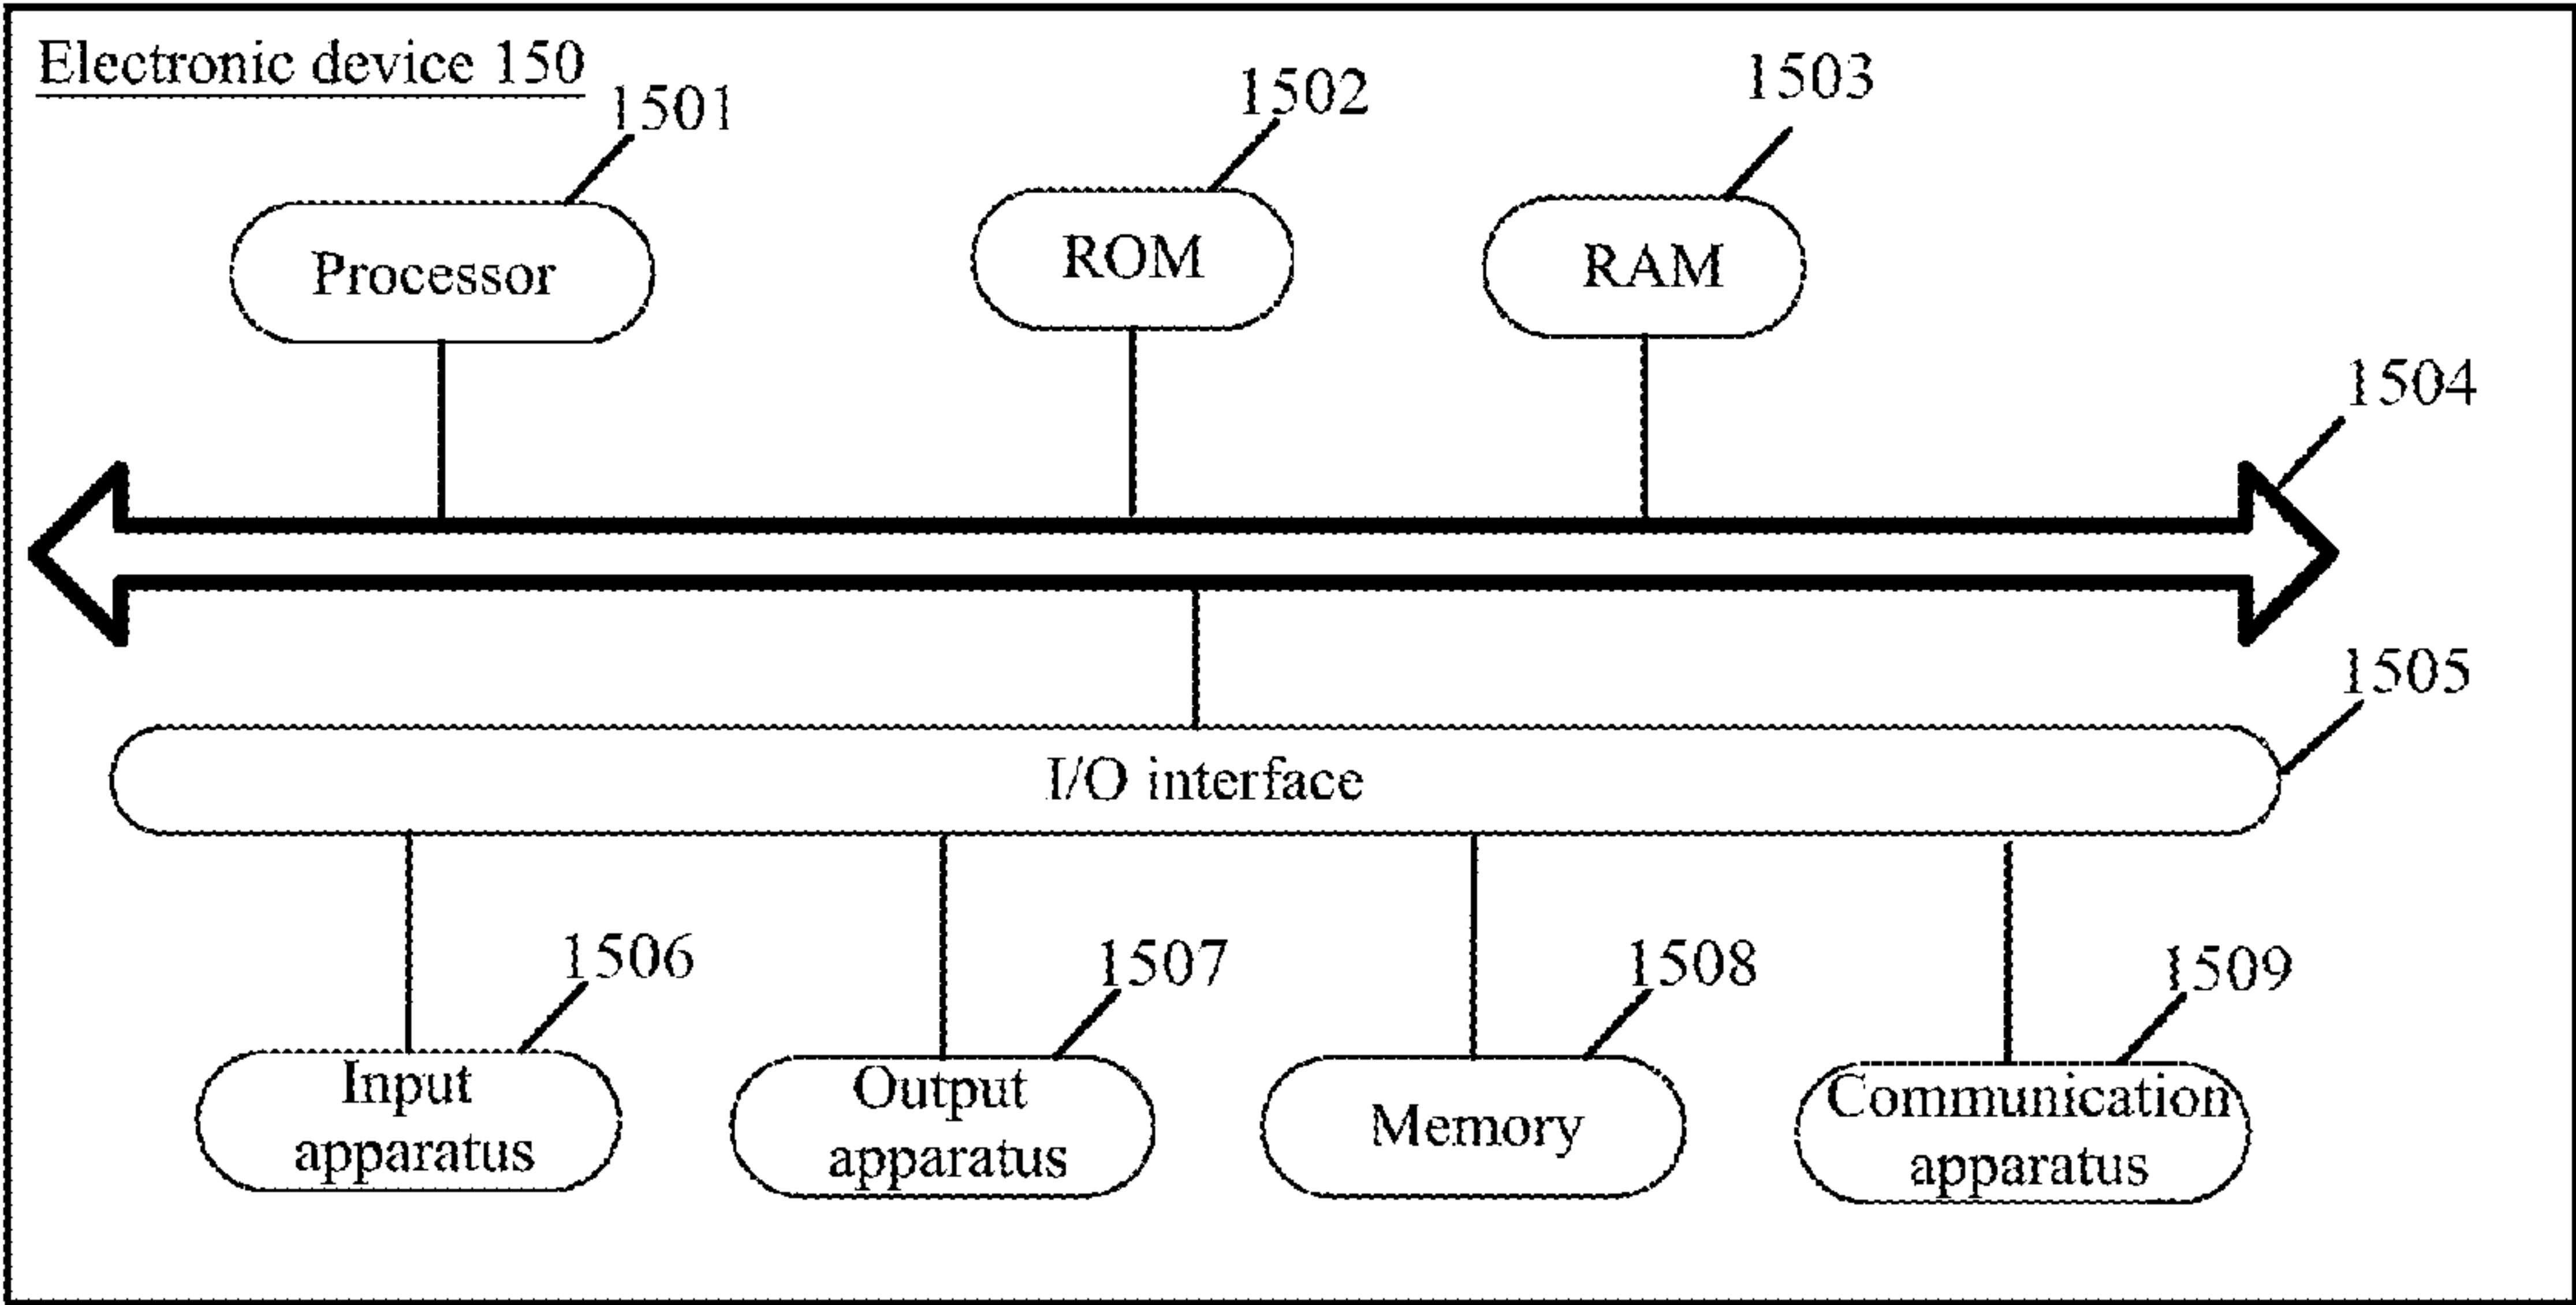 Electronic device 150
1501
1502
1503
Processor
ROM
RAM
1504
1505
I/O interface
1506
1507
1508
1509
Input
apparatus
Output
apparatus
Memory
Communication
apparatus